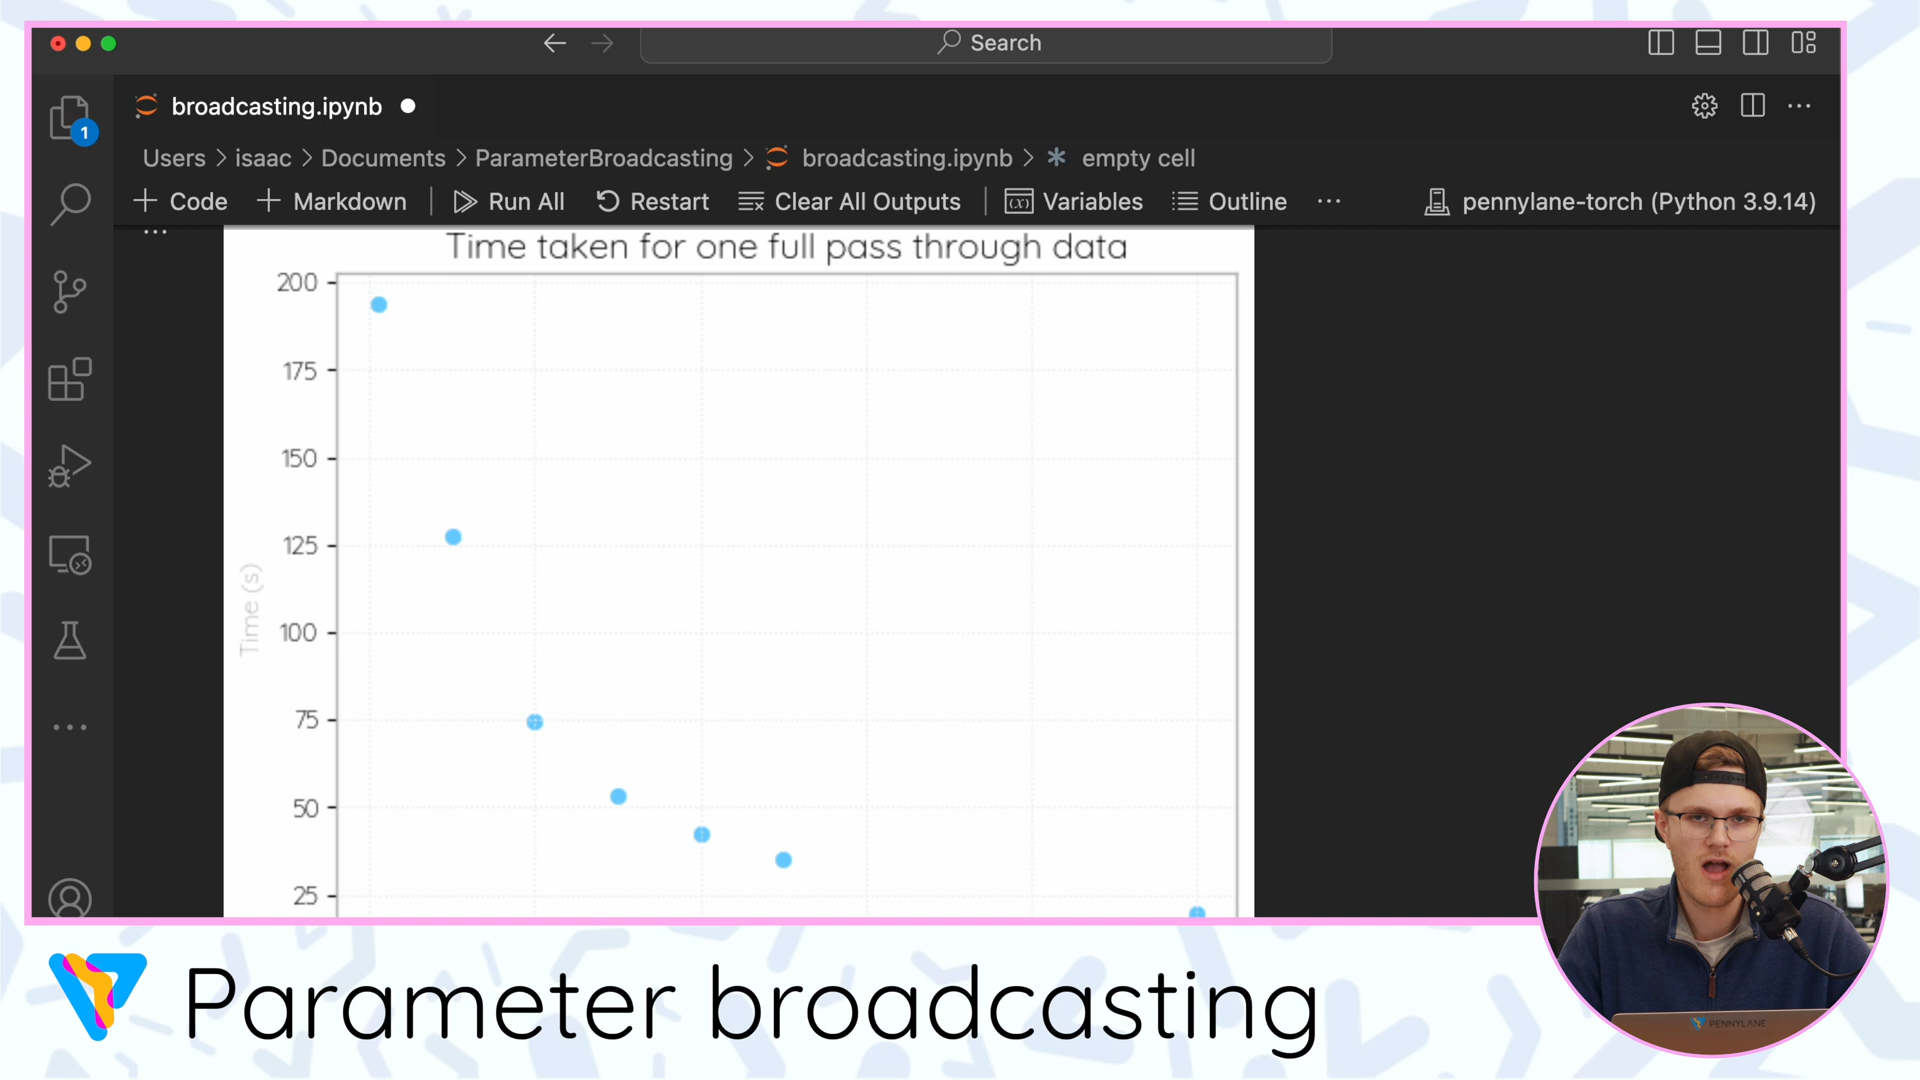 Search
broadcasting.ipynb
1
Users > isaac > Documents > ParameterBroadcasting > broadcasting.ipynb > empty cell
+ Code + Markdown | Run All Restart Clear All Outputs | Variables Outline ··· pennylane-torch (Python 3.9.14)
Time taken for one full pass through data
200
175
150
125
100
75
50
25
Time (s)
Parameter broadcasting
PENNYLANE